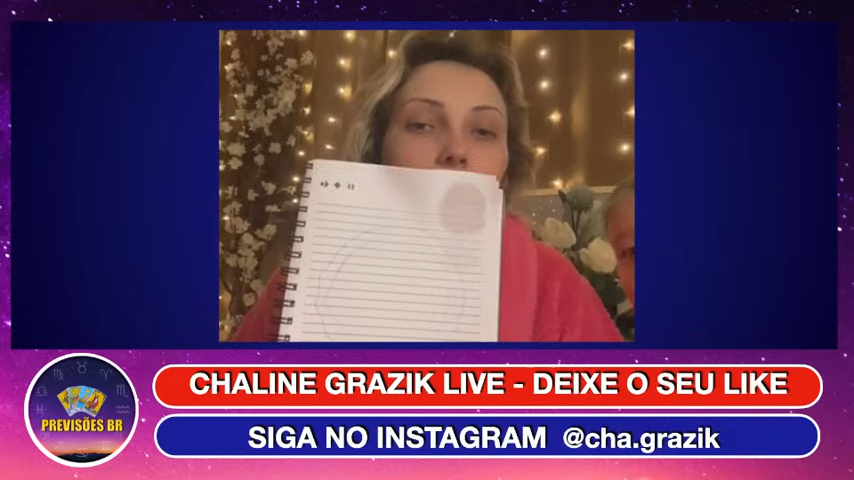 CHALINE GRAZIK LIVE - DEIXE O SEU LIKE
PREVISÕES BR
SIGA NO INSTAGRAM @cha.grazik